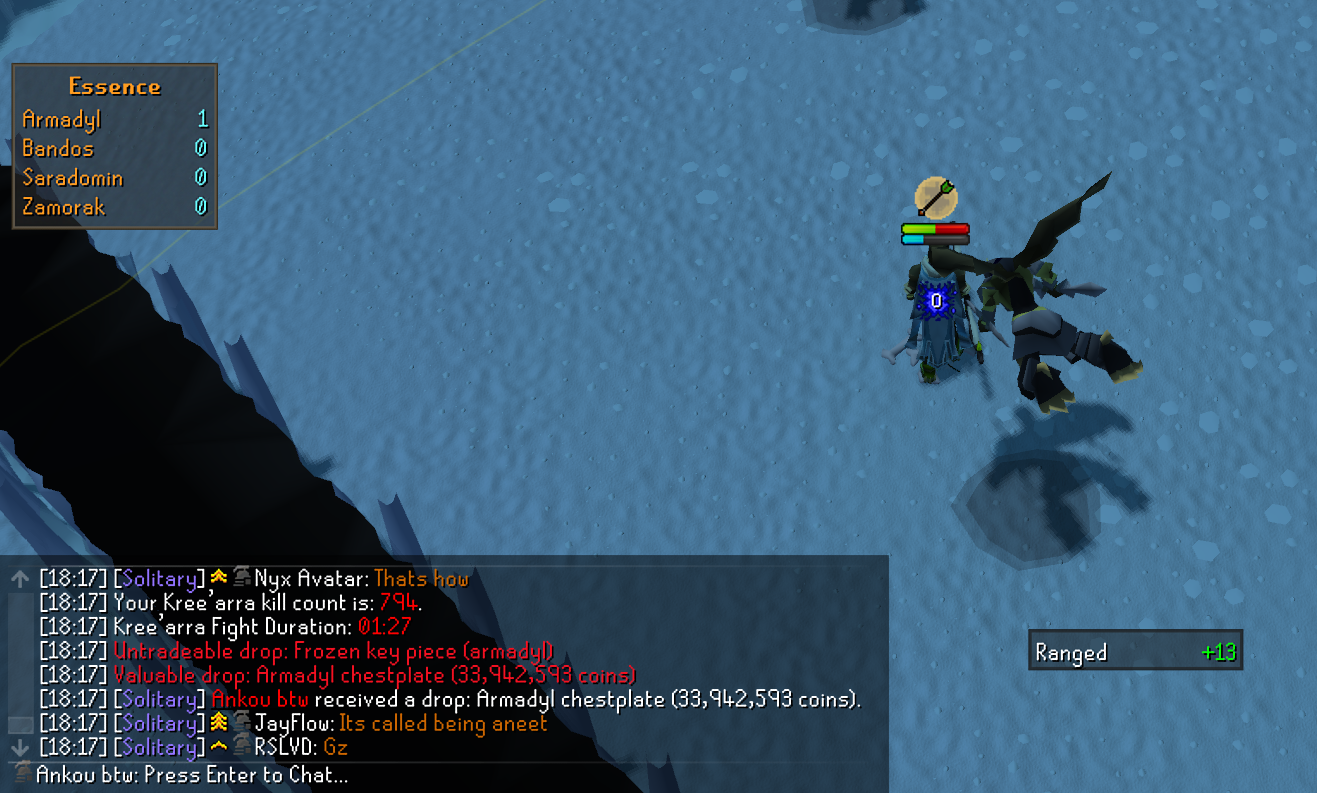 Essence
Armadyl 1
Bandos 0
Saradomin 0
Zamorak 0
0
[18:17] [Solitary] Nyx Avatar: Thats how
[18:17] Your Kree'arra kill count is: 794.
[18:17] Kree'arra Fight Duration: 01:27
[18:17] Untradeable drop: Frozen key piece (armadyl)
[18:17] Valuable drop: Armadyl chestplate (33,942,593 coins)
[18:17] [Solitary] Ankou btw received a drop: Armadyl chestplate (33,942,593 coins).
[18:17] [Solitary] JayFlow: Its called being aneet
[18:17] [Solitary] RSLVD: Gz
Ankou btw: Press Enter to Chat...
Ranged +13